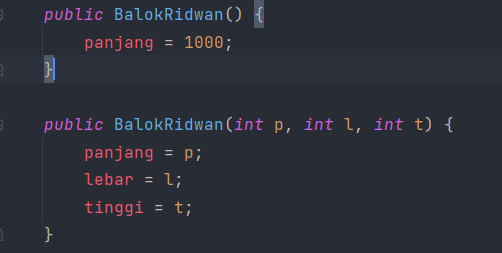 public BalokRidwan() {
    panjang = 1000;
}
public BalokRidwan(int p, int l, int t) {
    panjang = p;
    lebar = l;
    tinggi = t;
}